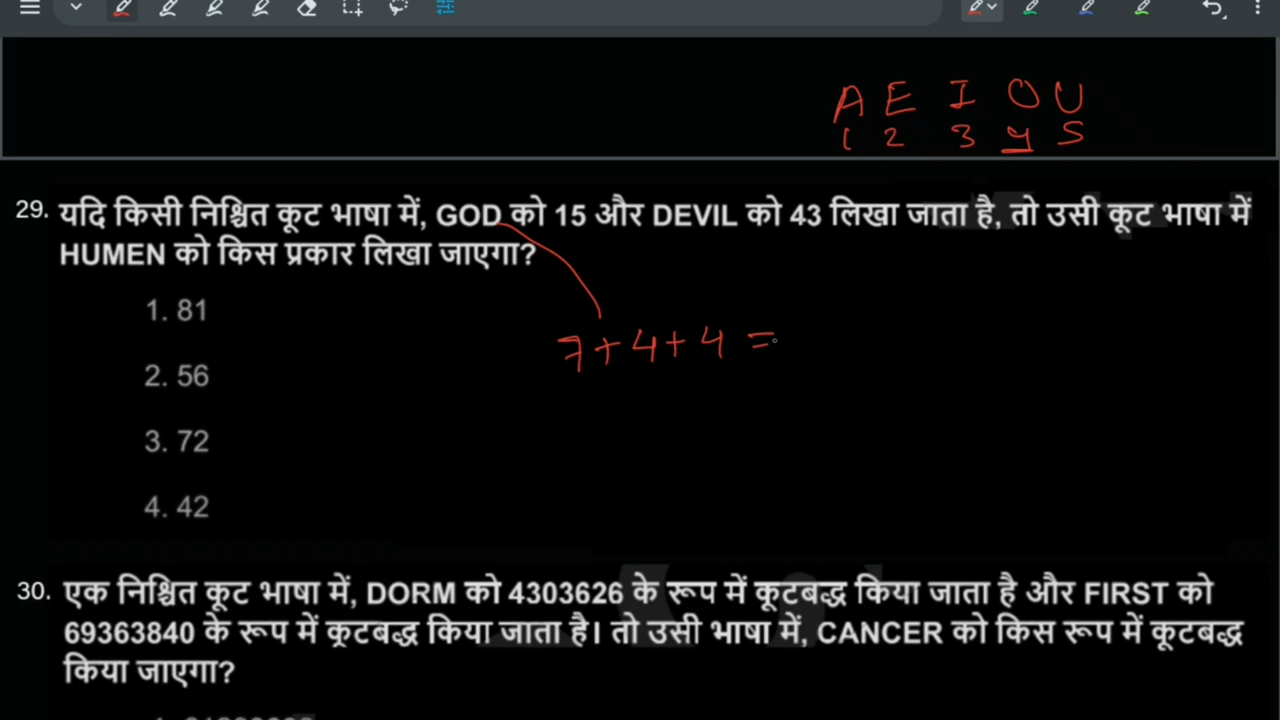 A E I O U
1 2 3 4 5
29. यदि किसी निश्चित कूट भाषा में, GOD को 15 और DEVIL को 43 लिखा जाता है, तो उसी कूट भाषा में
HUMEN को किस प्रकार लिखा जाएगा?
7+4+4 =
1. 81
2. 56
3. 72
4. 42
30. एक निश्चित कूट भाषा में, DORM को 4303626 के रूप में कूटबद्ध किया जाता है और FIRST को
69363840 के रूप में कूटबद्ध किया जाता है। तो उसी भाषा में, CANCER को किस रूप में कूटबद्ध
किया जाएगा?